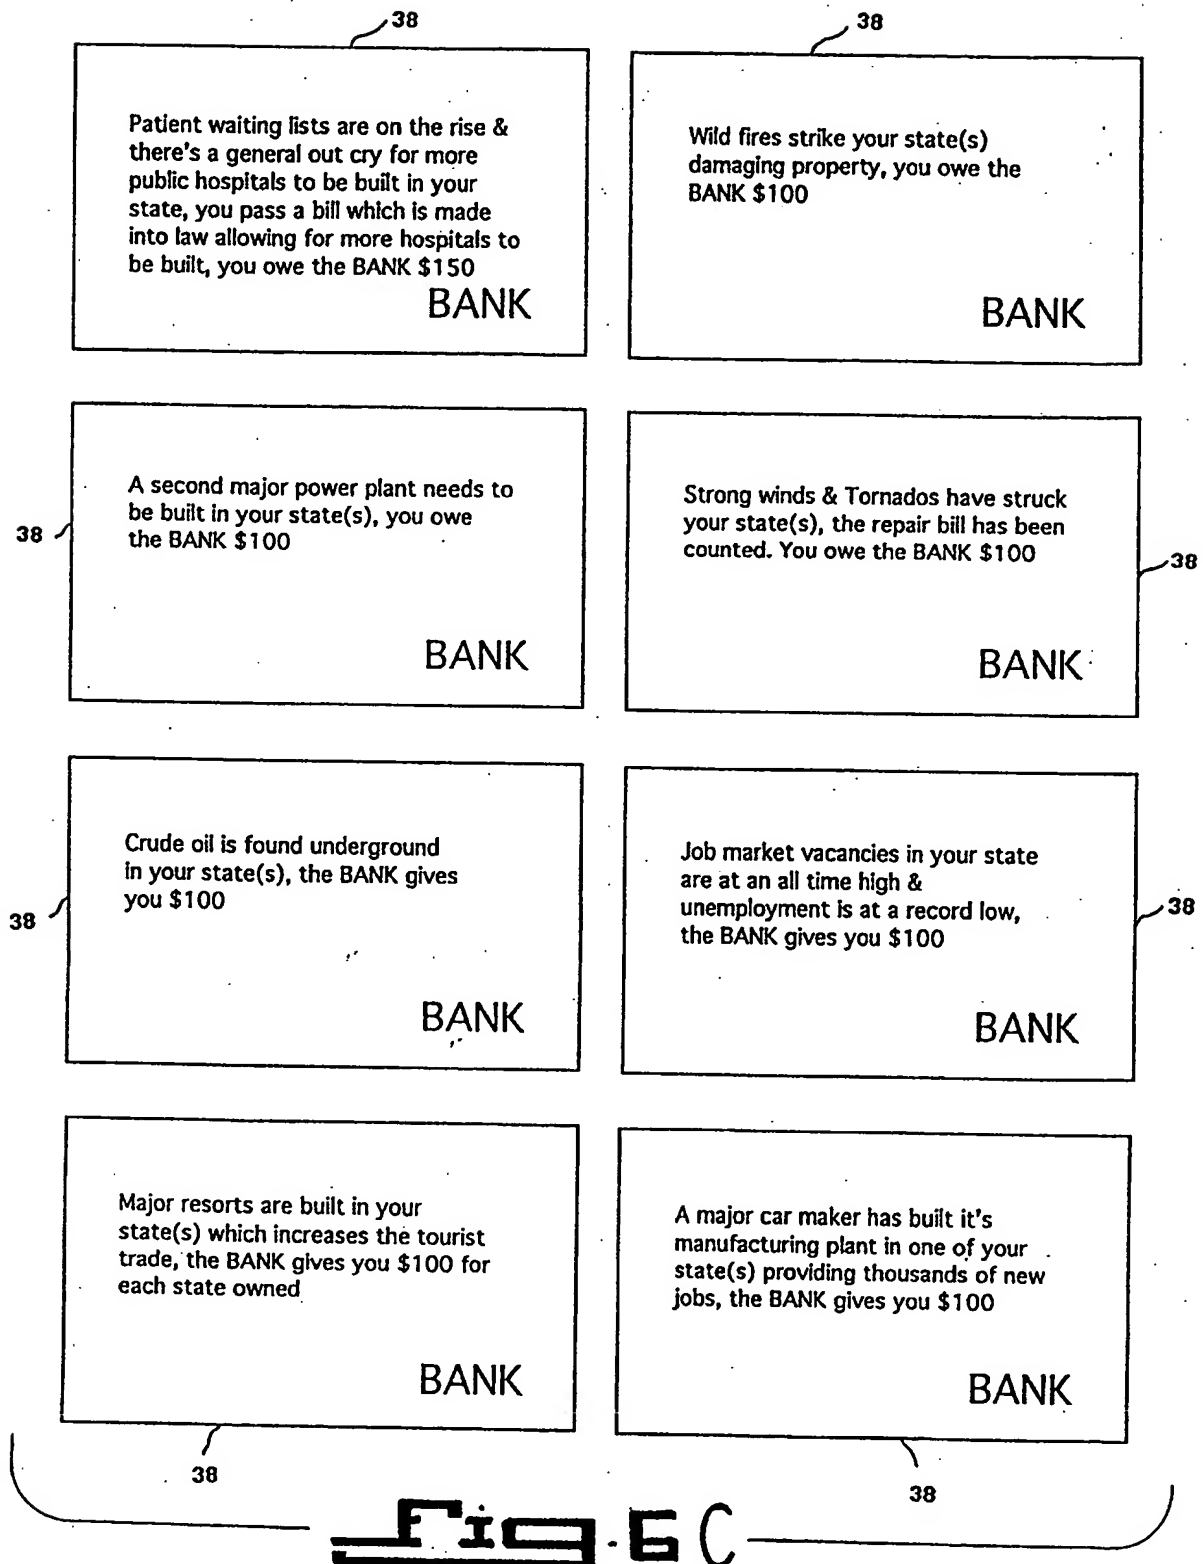 38
38
Patient waiting lists are on the rise &
there's a general out cry for more
public hospitals to be built in your
state, you pass a bill which is made
into law allowing for more hospitals to
be built, you owe the BANK $150
BANK
Wild fires strike your state(s)
damaging property, you owe the
BANK $100
BANK
38
A second major power plant needs to
be built in your state(s), you owe
the BANK $100
BANK
Strong winds & Tornados have struck
your state(s), the repair bill has been
counted. You owe the BANK $100
BANK
38
38
Crude oil is found underground
in your state(s), the BANK gives
you $100
BANK
Job market vacancies in your state
are at an all time high &
unemployment is at a record low,
the BANK gives you $100
BANK
38
Major resorts are built in your
state(s) which increases the tourist
trade, the BANK gives you $100 for
each state owned
BANK
38
A major car maker has built it's
manufacturing plant in one of your
state(s) providing thousands of new
jobs, the BANK gives you $100
BANK
38
Fig. 6C